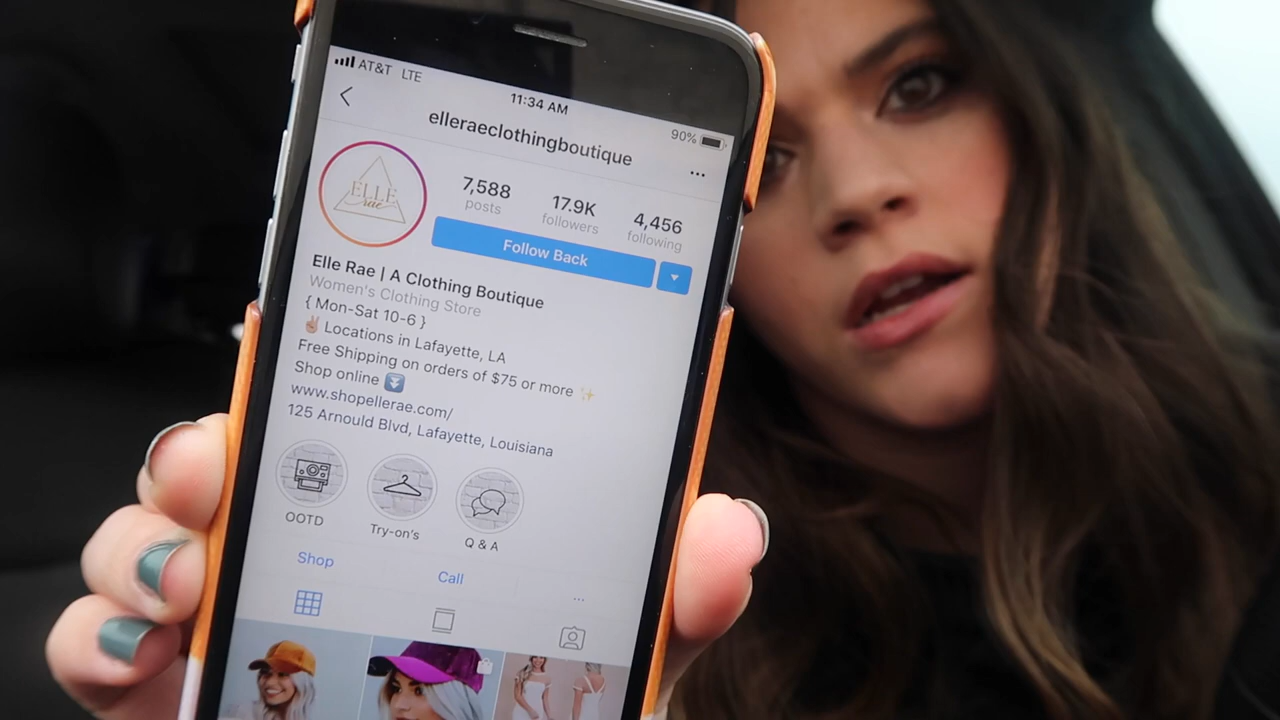 AT&T LTE
11:34 AM
90%
elleraeclothingboutique
ELLE
rae
7,588
posts
17.9K
followers
4,456
following
Follow Back
Elle Rae | A Clothing Boutique
Women's Clothing Store
{ Mon-Sat 10-6 }
✌🏼 Locations in Lafayette, LA
Free Shipping on orders of $75 or more ✨
Shop online ⏬
www.shopellerae.com/
125 Arnould Blvd, Lafayette, Louisiana
OOTD
Try-on's
Q & A
Shop
Call